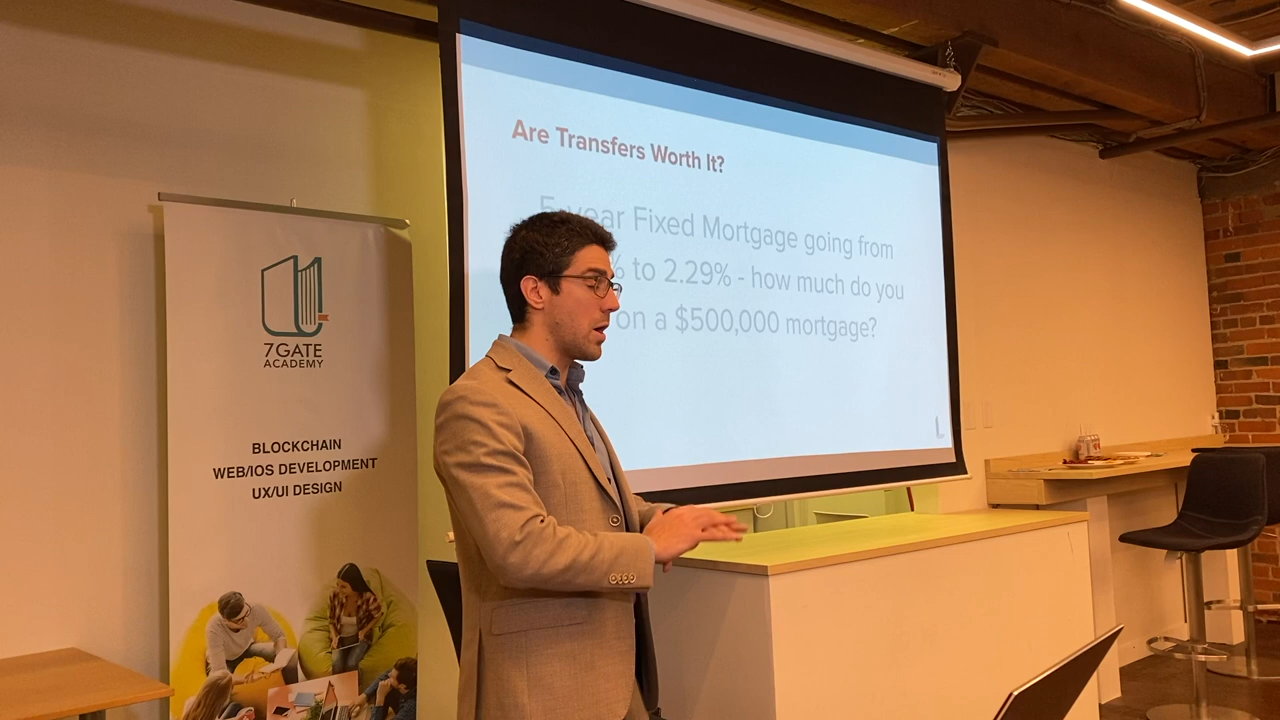 Are Transfers Worth It?
5-year Fixed Mortgage going from
% to 2.29% - how much do you
on a $500,000 mortgage?
7GATE
ACADEMY
BLOCKCHAIN
WEB/IOS DEVELOPMENT
UX/UI DESIGN